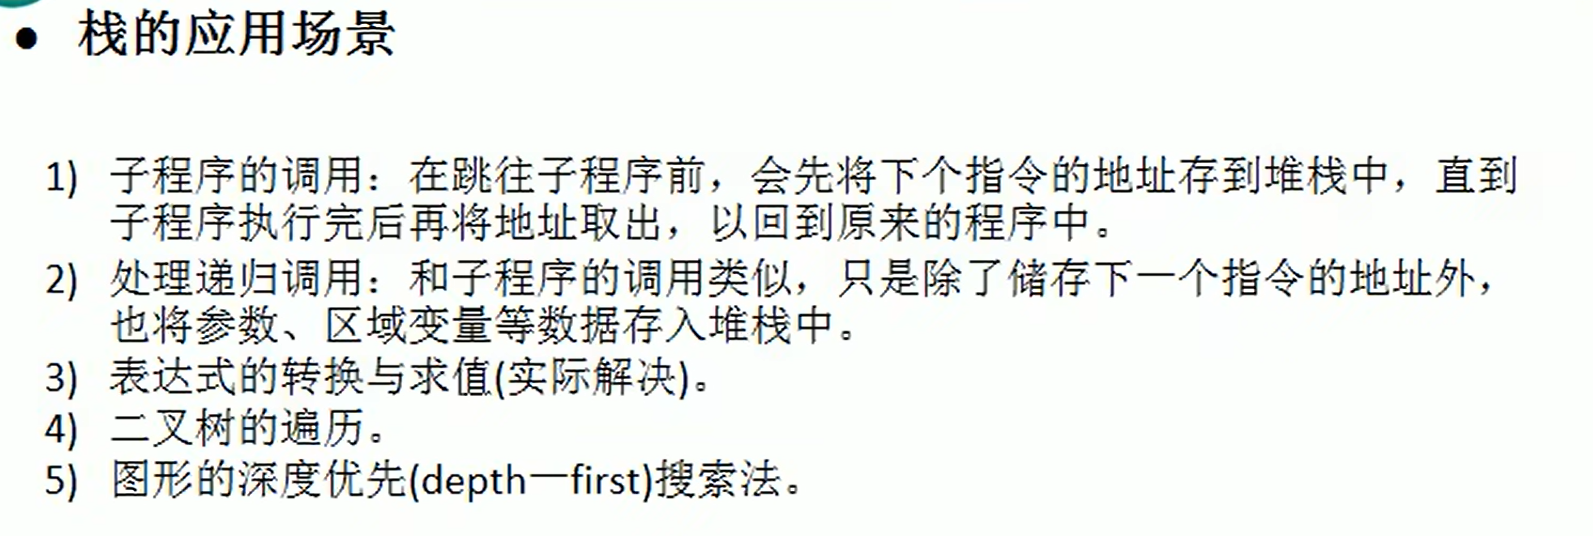 • 栈的应用场景
1) 子程序的调用：在跳往子程序前，会先将下个指令的地址存到堆栈中，直到
子程序执行完后再将地址取出，以回到原来的程序中。
2) 处理递归调用：和子程序的调用类似，只是除了储存下一个指令的地址外，
也将参数、区域变量等数据存入堆栈中。
3) 表达式的转换与求值(实际解决)。
4) 二叉树的遍历。
5) 图形的深度优先(depth一first)搜索法。